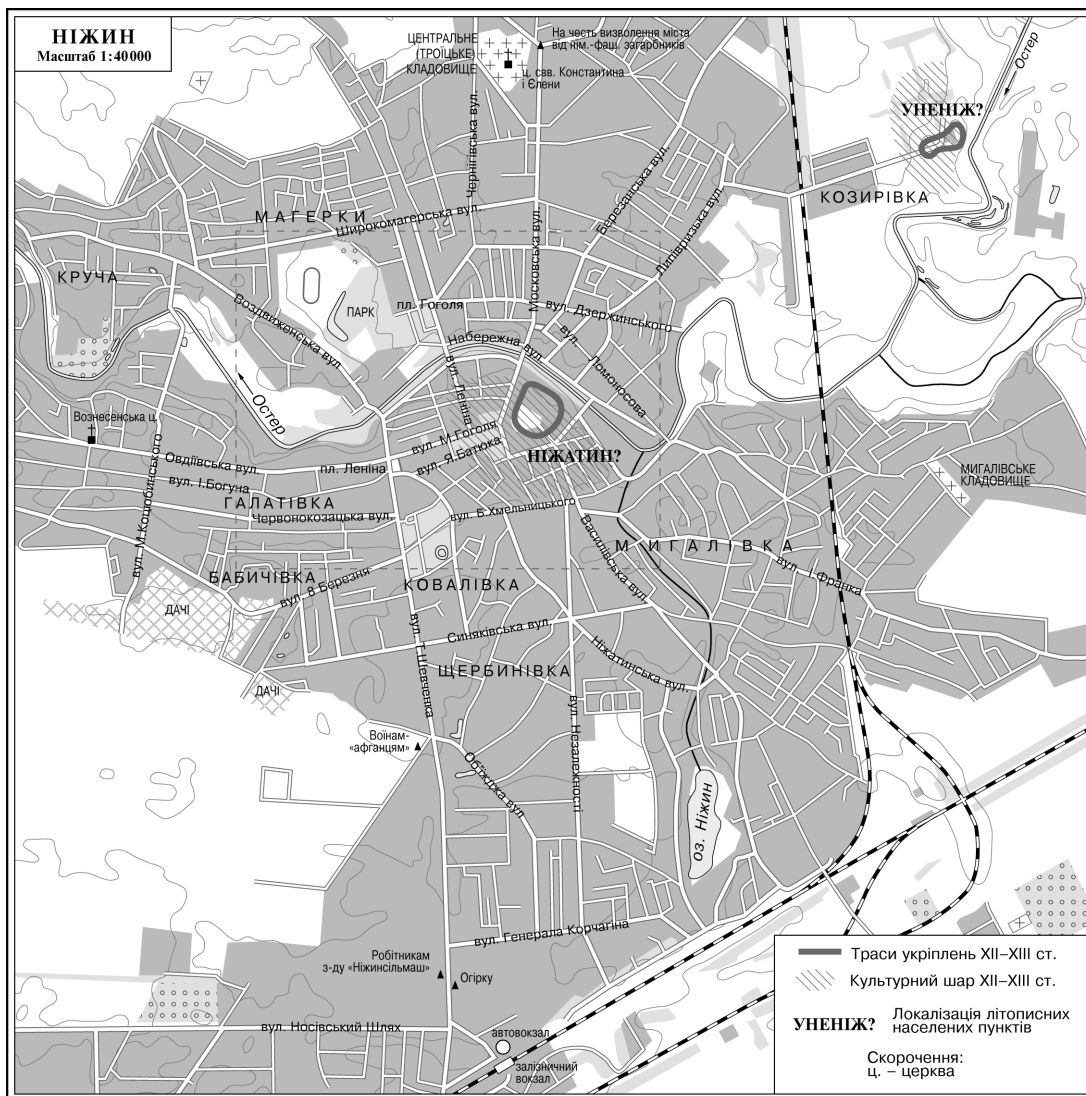 НІЖИН
Масштаб 1:40000
ЦЕНТРАЛЬНЕ
(ТРОЇЦЬКЕ)
КЛАДОВИЩЕ
На честь визволення міста
від нім.-фаш. загарбників
ц. свв. Константина
і Єлени
Остер
УНЕНІЖ?
КОЗИРІВКА
Чернігівська вул.
Березанська вул.
Липіврізька вул.
МАГЕРКИ
Широкомагерська вул.
Московська вул.
КРУЧА
ПАРК
пл. Гоголя
вул. Дзержинського
Воздвиженська вул.
Набережна вул.
вул. Ломоносова
вул. Леніна
Остер
Вознесенська ц.
вул. М.Гоголя
вул. Я.Батюка
НІЖАТИН?
Овдіївська вул.
пл. Леніна
МИГАЛІВСЬКЕ
КЛАДОВИЩЕ
вул. І.Богуна
ГАЛАТІВКА
вул. Б.Хмельницького
Червонокозацька вул.
вул. М.Коцюбинського
Василівська вул.
МИГАЛІВКА
вул. І.Франка
БАБИЧІВКА
вул. 8 Березня
КОВАЛІВКА
ДАЧІ
Синяківська вул.
вул. Т.Шевченка
Ніжатинська вул.
ЩЕРБИНІВКА
ДАЧІ
вул. Незалежності
Воїнам-
«афганцям»
Об'їжджа вул.
оз. Ніжин
вул. Генерала Корчагіна
Робітникам
з-ду «Ніжинсільмаш»
Огірку
вул. Носівський Шлях
автовокзал
залізничний
вокзал
Траси укріплень XII–XIII ст.
Культурний шар XII–XIII ст.
УНЕНІЖ?
Локалізація літописних
населених пунктів
Скорочення:
ц. – церква